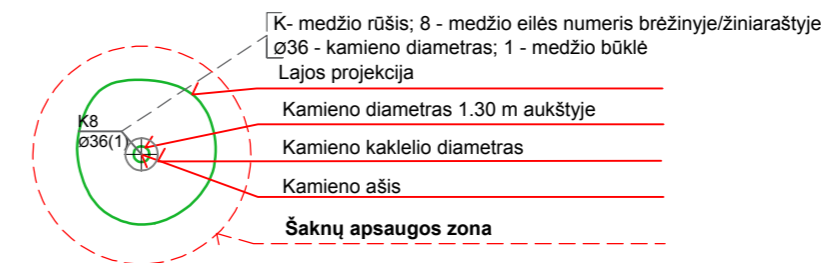 K- medžio rūšis; 8 - medžio eilės numeris brėžinyje/žiniaraštyje
Ø36 - kamieno diametras; 1 - medžio būklė
Lajos projekcija
Kamieno diametras 1.30 m aukštyje
K8
Ø36(1)
Kamieno kaklelio diametras
Kamieno ašis
Šaknų apsaugos zona